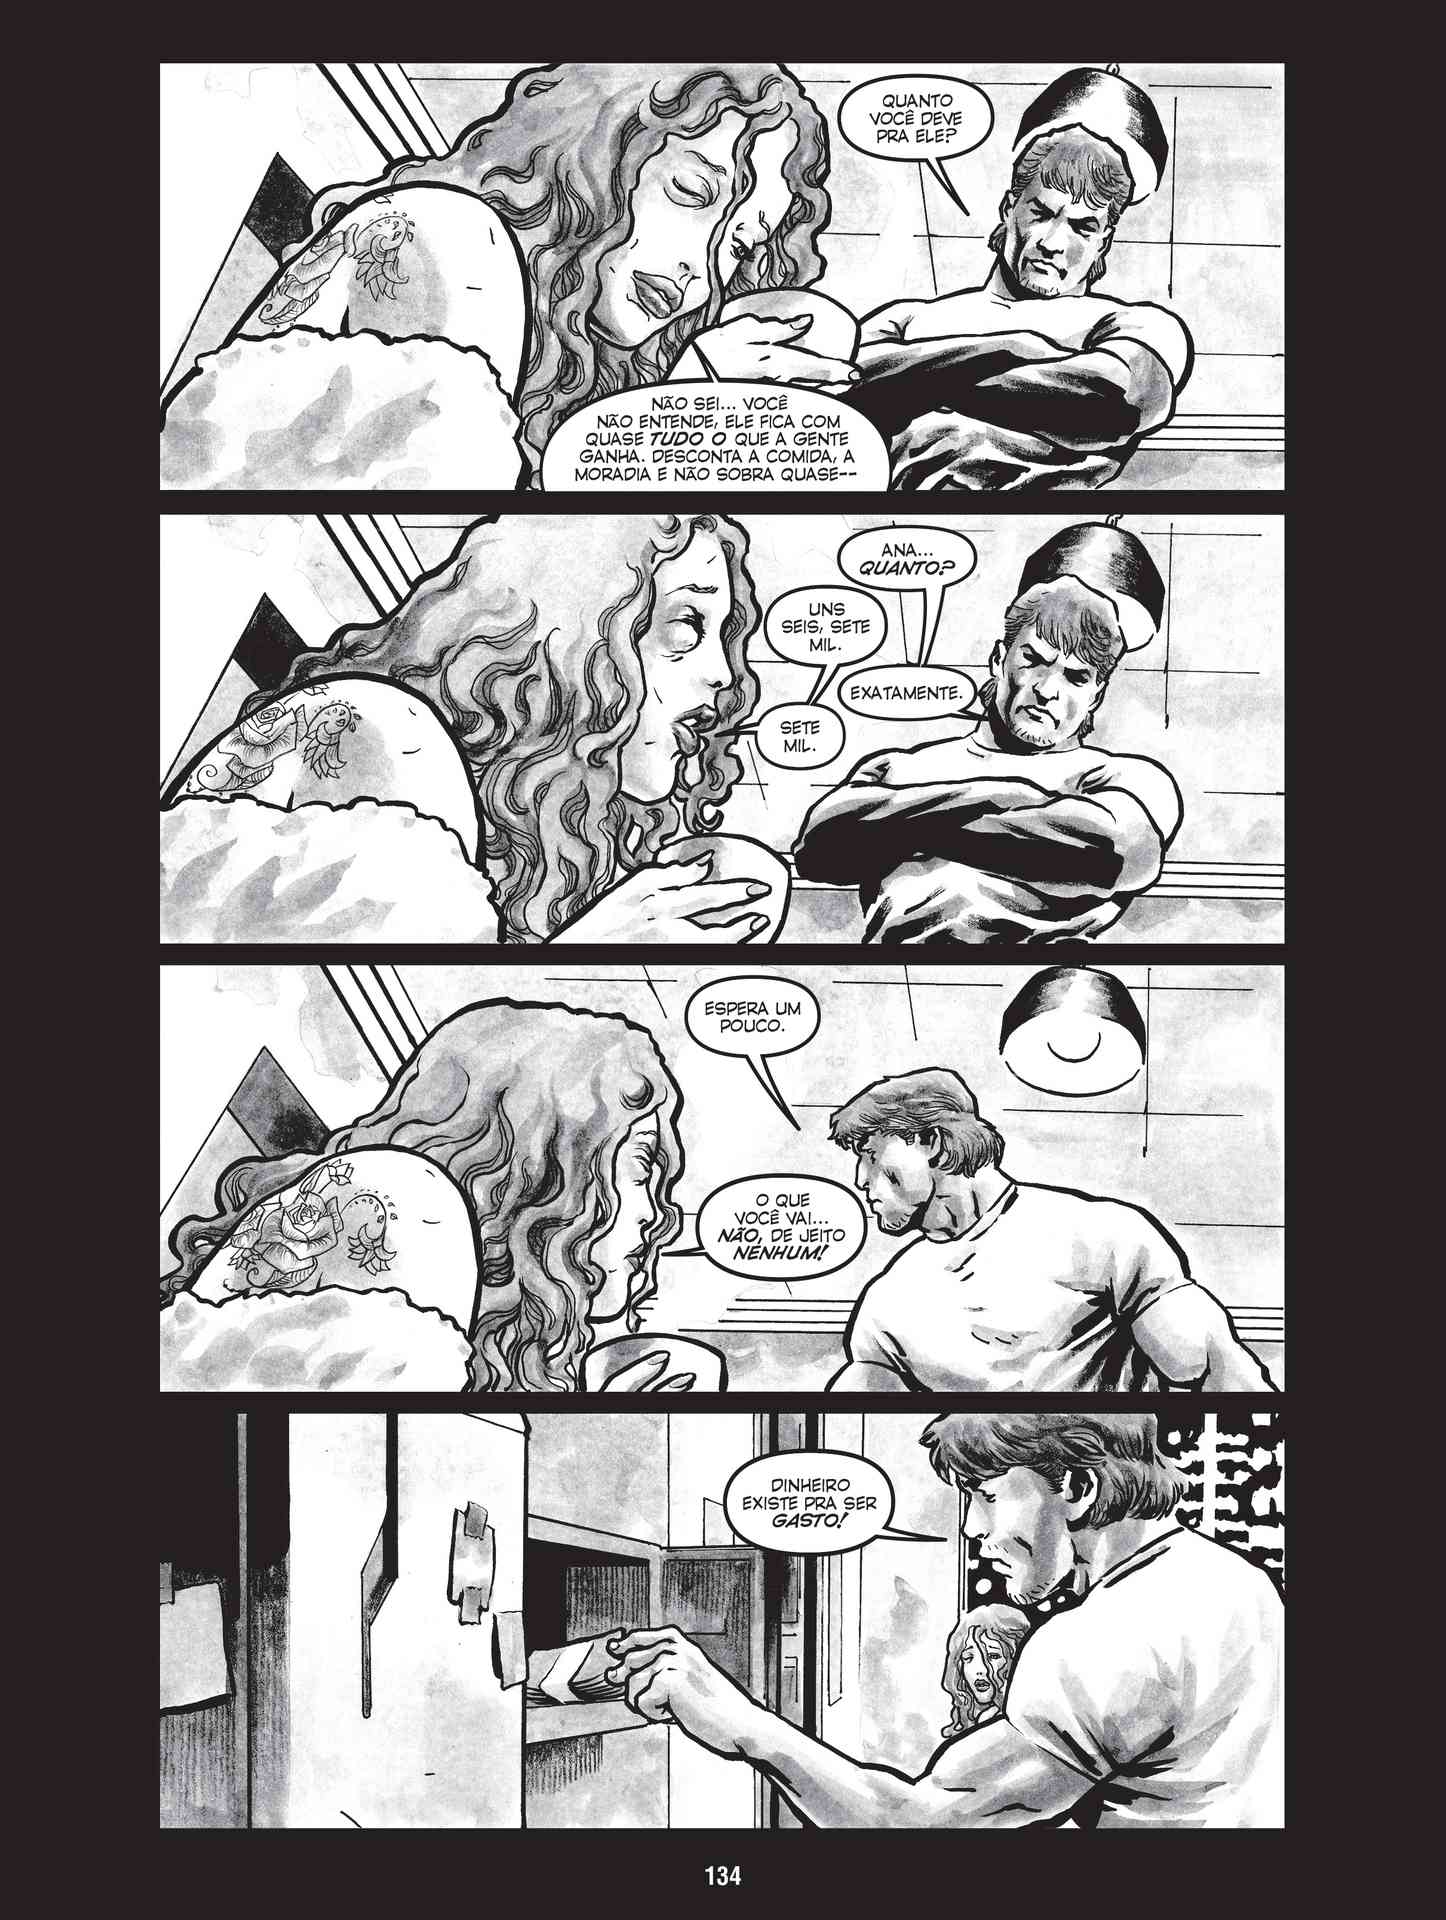 QUANTO
VOCÊ DEVE
PRA ELE?
NÃO SEI... VOCÊ
NÃO ENTENDE, ELE FICA COM
QUASE TUDO O QUE A GENTE
GANHA. DESCONTA A COMIDA, A
MORADIA E NÃO SOBRA QUASE--
ANA...
QUANTO?
UNS
SEIS, SETE
MIL.
EXATAMENTE.
SETE
MIL.
ESPERA UM
POUCO.
O QUE
VOCÊ VAI...
NÃO, DE JEITO
NENHUM!
DINHEIRO
EXISTE PRA SER
GASTO!
134